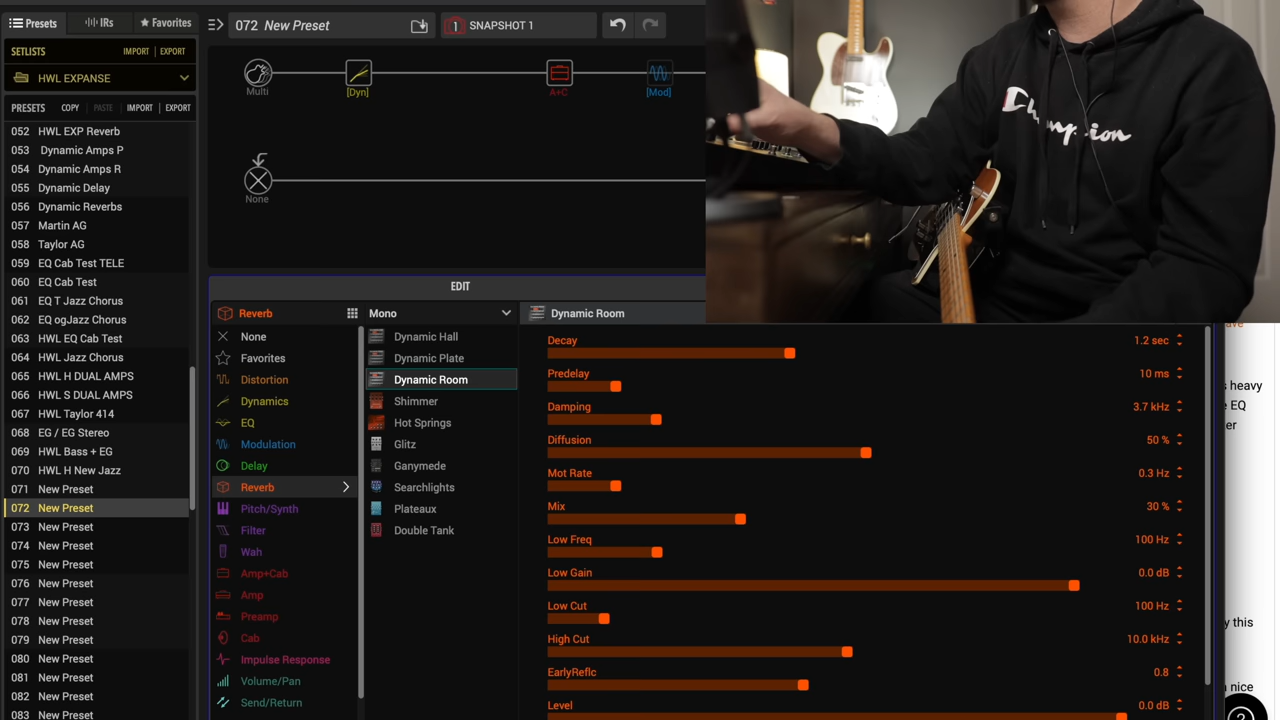 Presets
IRs
Favorites
072 New Preset
1
SNAPSHOT 1
SETLISTS
IMPORT
EXPORT
HWL EXPANSE
PRESETS
COPY
PASTE
IMPORT
EXPORT
052 HWL EXP Reverb
053 Dynamic Amps P
054 Dynamic Amps R
055 Dynamic Delay
056 Dynamic Reverbs
057 Martin AG
058 Taylor AG
059 EQ Cab Test TELE
060 EQ Cab Test
061 EQ T Jazz Chorus
062 EQ ogJazz Chorus
063 HWL EQ Cab Test
064 HWL Jazz Chorus
065 HWL H DUAL AMPS
066 HWL S DUAL AMPS
067 HWL Taylor 414
068 EG / EG Stereo
069 HWL Bass + EG
070 HWL H New Jazz
071 New Preset
072 New Preset
073 New Preset
074 New Preset
075 New Preset
076 New Preset
077 New Preset
078 New Preset
079 New Preset
080 New Preset
081 New Preset
082 New Preset
083 New Preset
Multi
[Dyn]
A+C
[Mod]
None
Champion
EDIT
Reverb
Mono
Dynamic Room
None
Favorites
Distortion
Dynamics
EQ
Modulation
Delay
Reverb
Pitch/Synth
Filter
Wah
Amp+Cab
Amp
Preamp
Cab
Impulse Response
Volume/Pan
Send/Return
Dynamic Hall
Dynamic Plate
Dynamic Room
Shimmer
Hot Springs
Glitz
Ganymede
Searchlights
Plateaux
Double Tank
Decay 1.2 sec
Predelay 10 ms
Damping 3.7 kHz
Diffusion 50 %
Mot Rate 0.3 Hz
Mix 30 %
Low Freq 100 Hz
Low Gain 0.0 dB
Low Cut 100 Hz
High Cut 10.0 kHz
EarlyReflc 0.8
Level 0.0 dB
heavy
EQ
this
nice